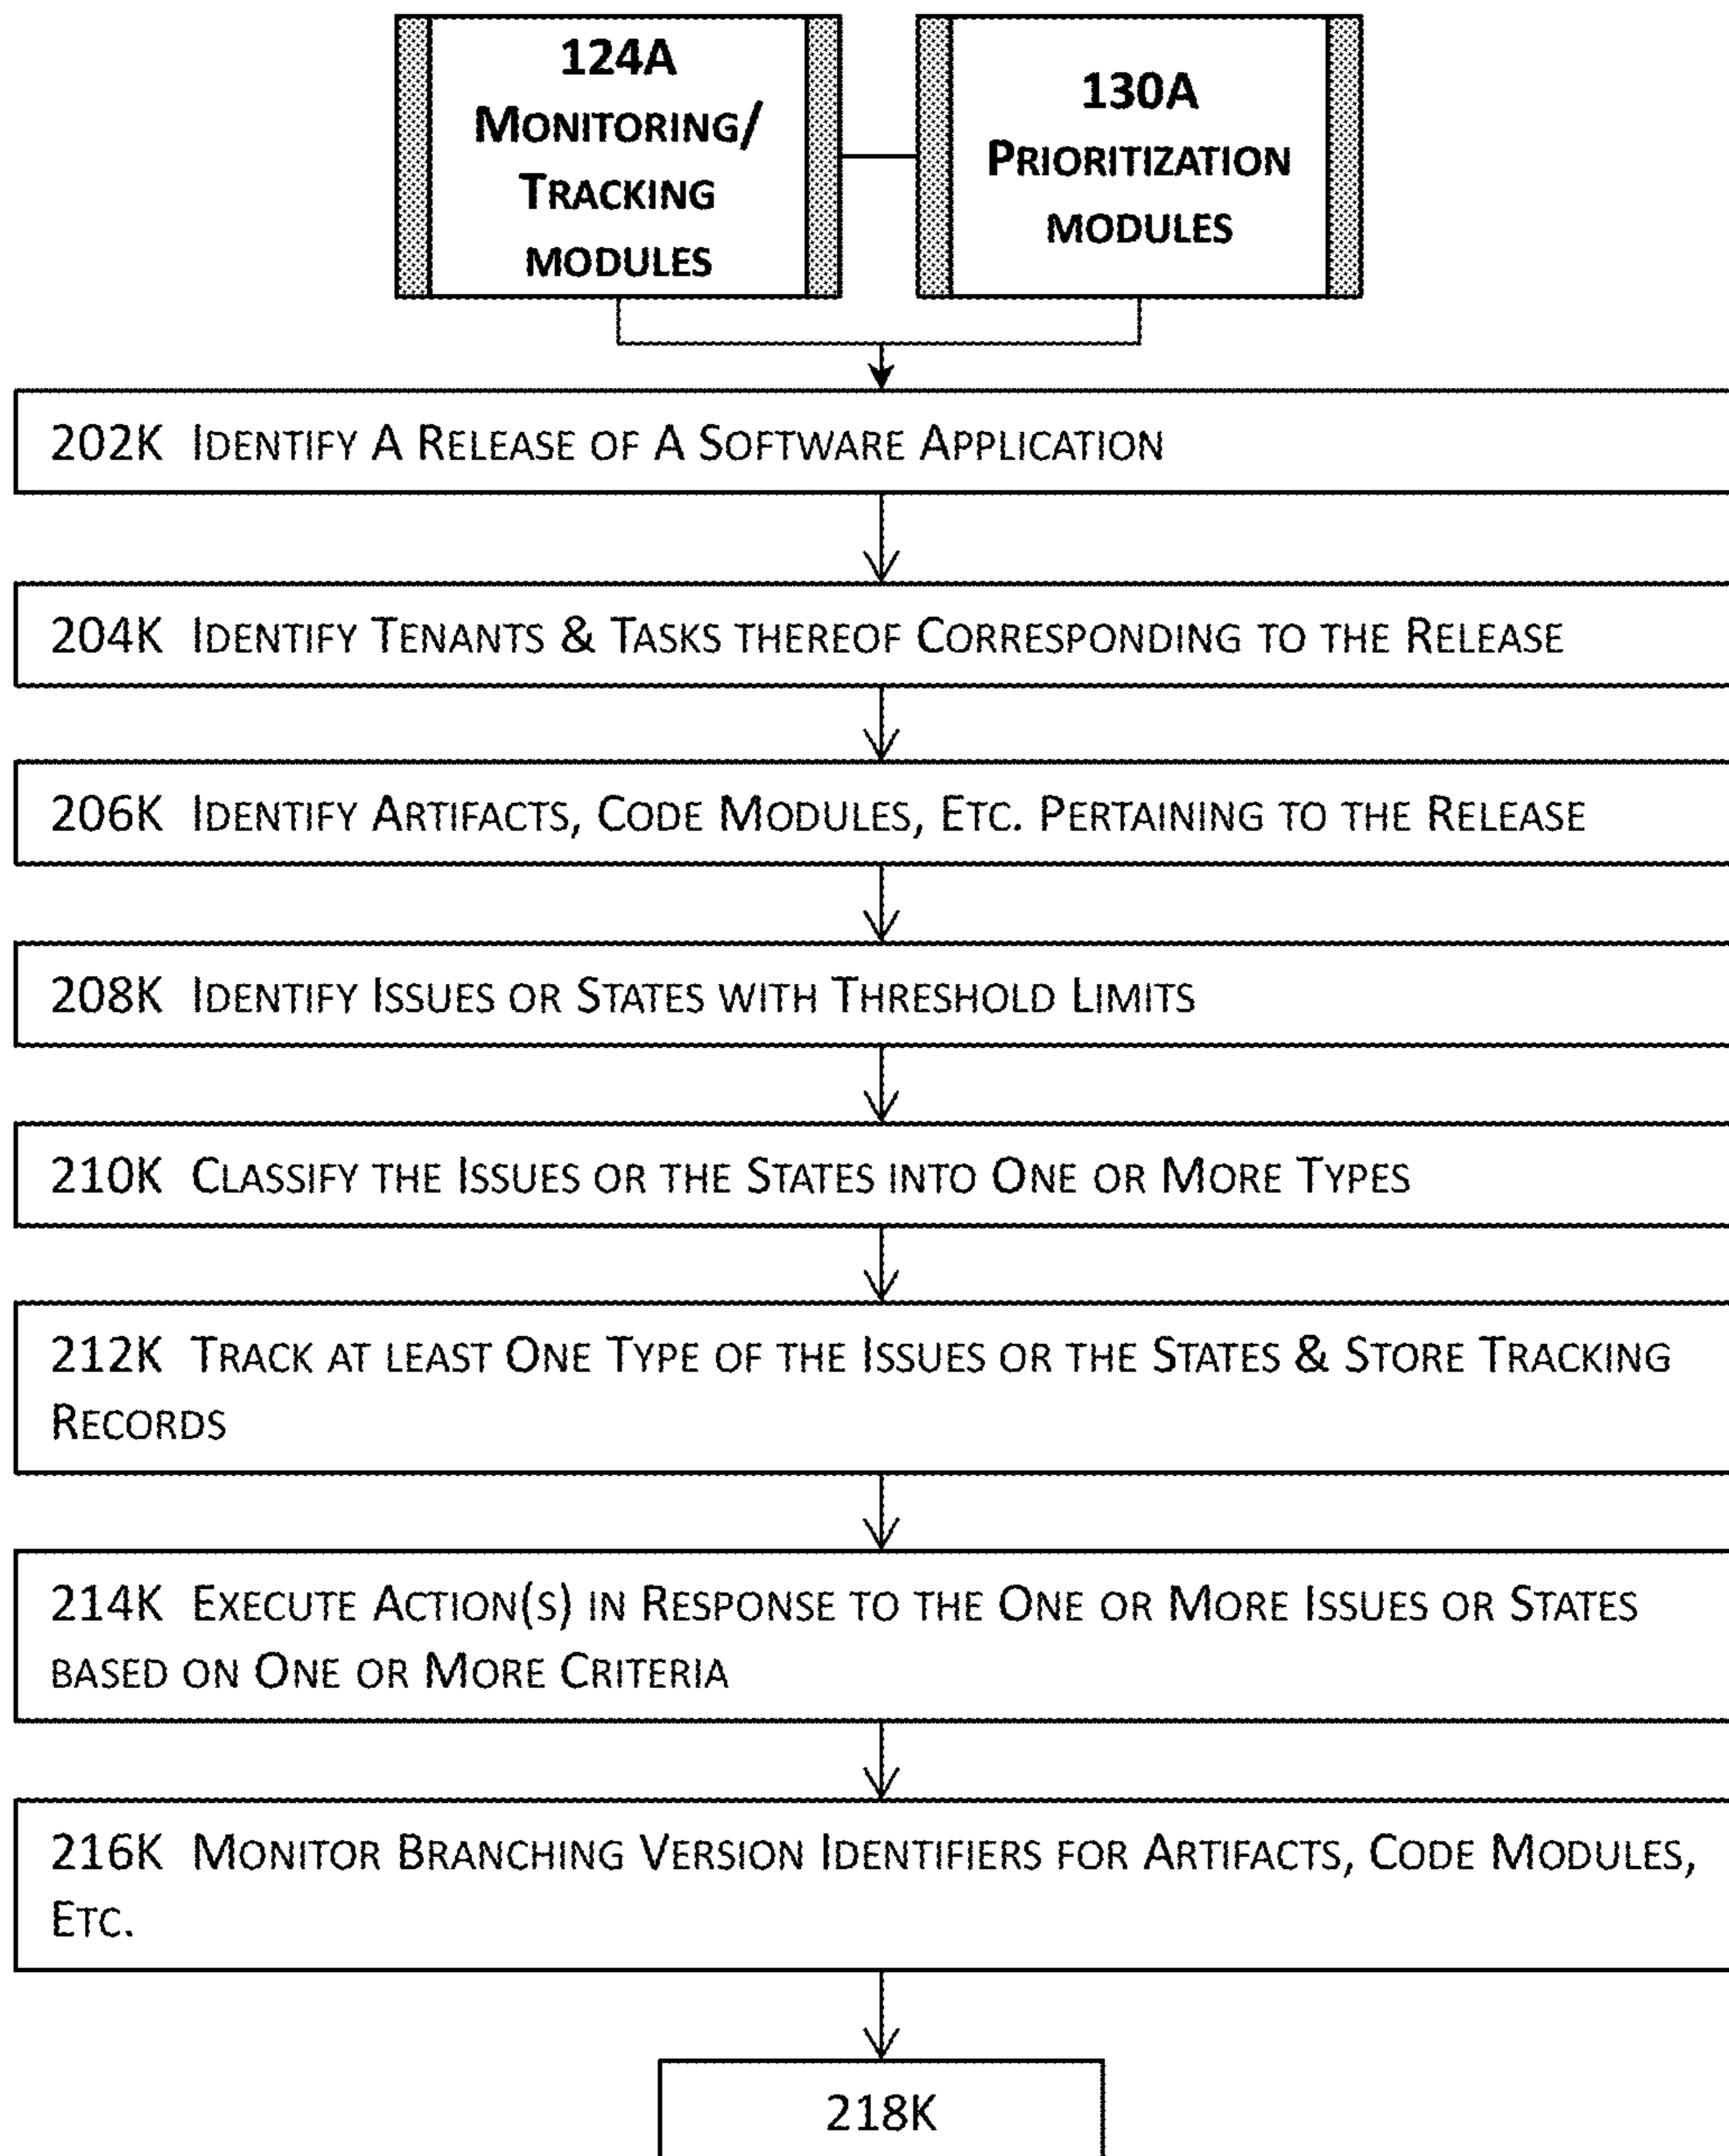 124A
MONITORING/
TRACKING
MODULES
130A
PRIORITIZATION
MODULES
202K IDENTIFY A RELEASE OF A SOFTWARE APPLICATION
204K IDENTIFY TENANTS & TASKS THEREOF CORRESPONDING TO THE RELEASE
206K IDENTIFY ARTIFACTS, CODE MODULES, ETC. PERTAINING TO THE RELEASE
208K IDENTIFY ISSUES OR STATES WITH THRESHOLD LIMITS
210K CLASSIFY THE ISSUES OR THE STATES INTO ONE OR MORE TYPES
212K TRACK AT LEAST ONE TYPE OF THE ISSUES OR THE STATES & STORE TRACKING
RECORDS
214K EXECUTE ACTION(S) IN RESPONSE TO THE ONE OR MORE ISSUES OR STATES
BASED ON ONE OR MORE CRITERIA
216K MONITOR BRANCHING VERSION IDENTIFIERS FOR ARTIFACTS, CODE MODULES,
ETC.
218K